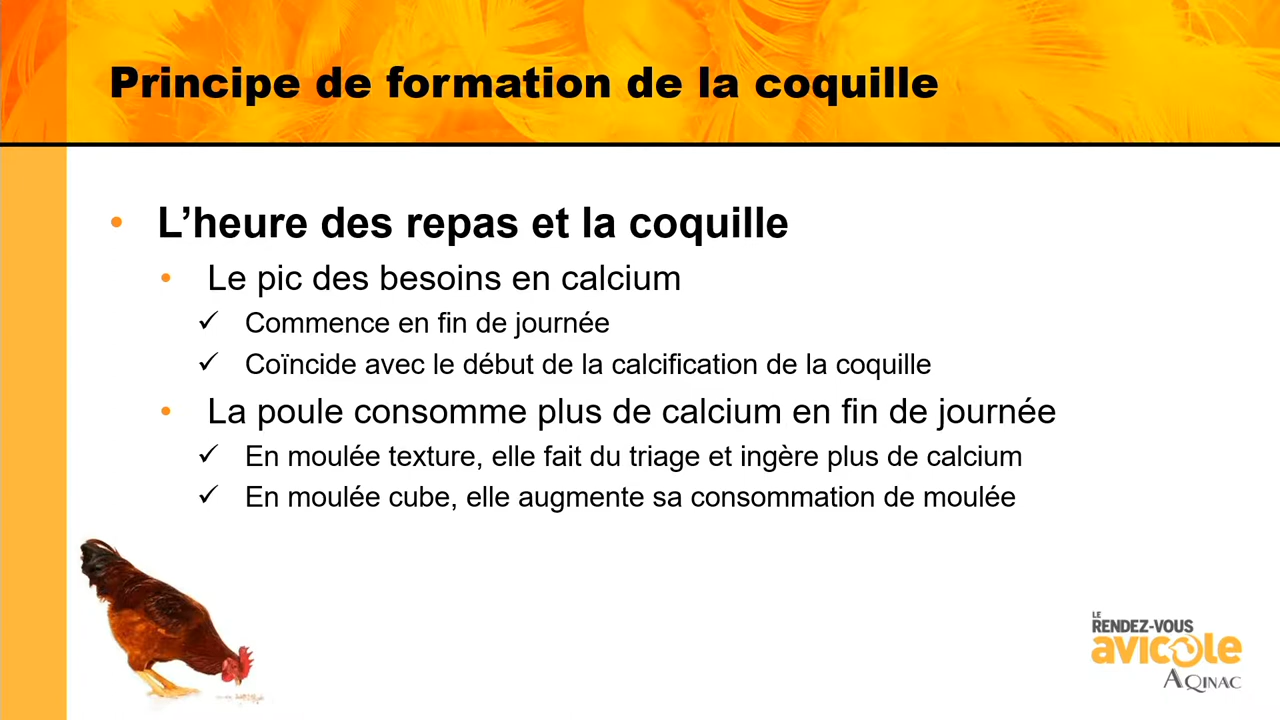 Principe de formation de la coquille
• L’heure des repas et la coquille
• Le pic des besoins en calcium
✓ Commence en fin de journée
✓ Coïncide avec le début de la calcification de la coquille
• La poule consomme plus de calcium en fin de journée
✓ En moulée texture, elle fait du triage et ingère plus de calcium
✓ En moulée cube, elle augmente sa consommation de moulée
LE
RENDEZ-VOUS
avicole
AQINAC